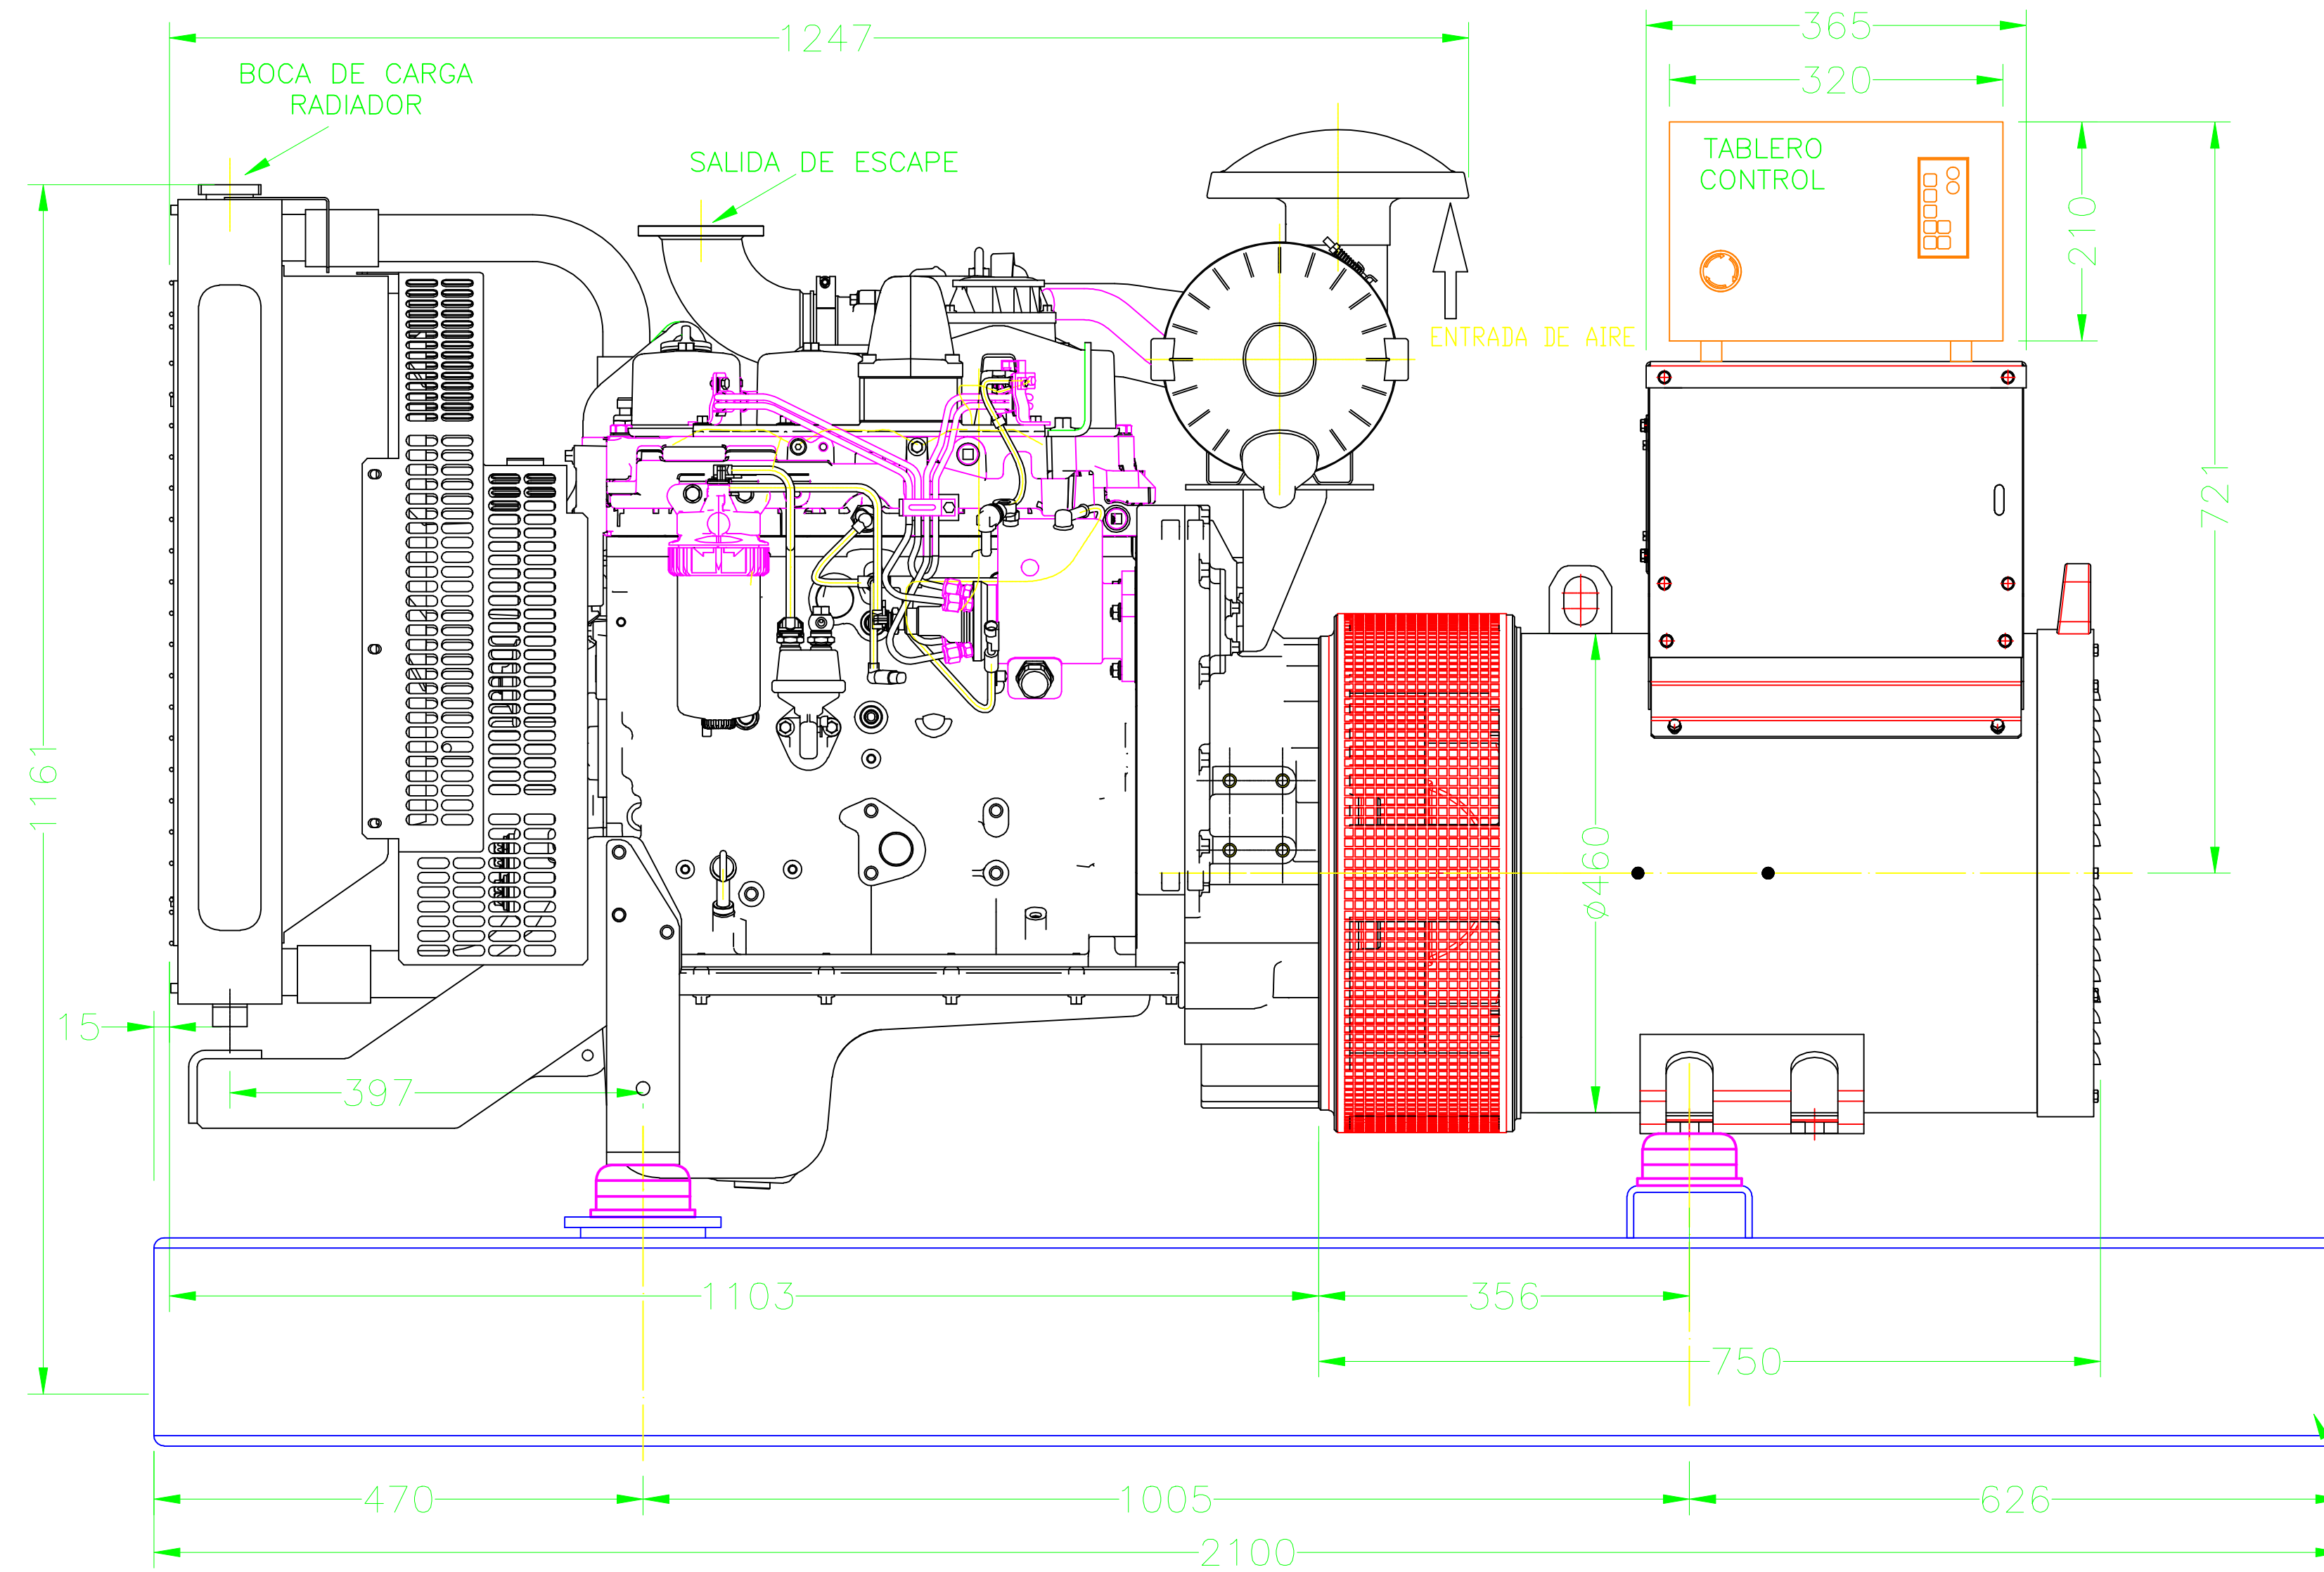 1247
365
320
BOCA DE CARGA
RADIADOR
SALIDA DE ESCAPE
TABLERO
CONTROL
210
ENTRADA DE AIRE
721
1161
ø460
15
397
1103
356
750
470
1005
626
2100